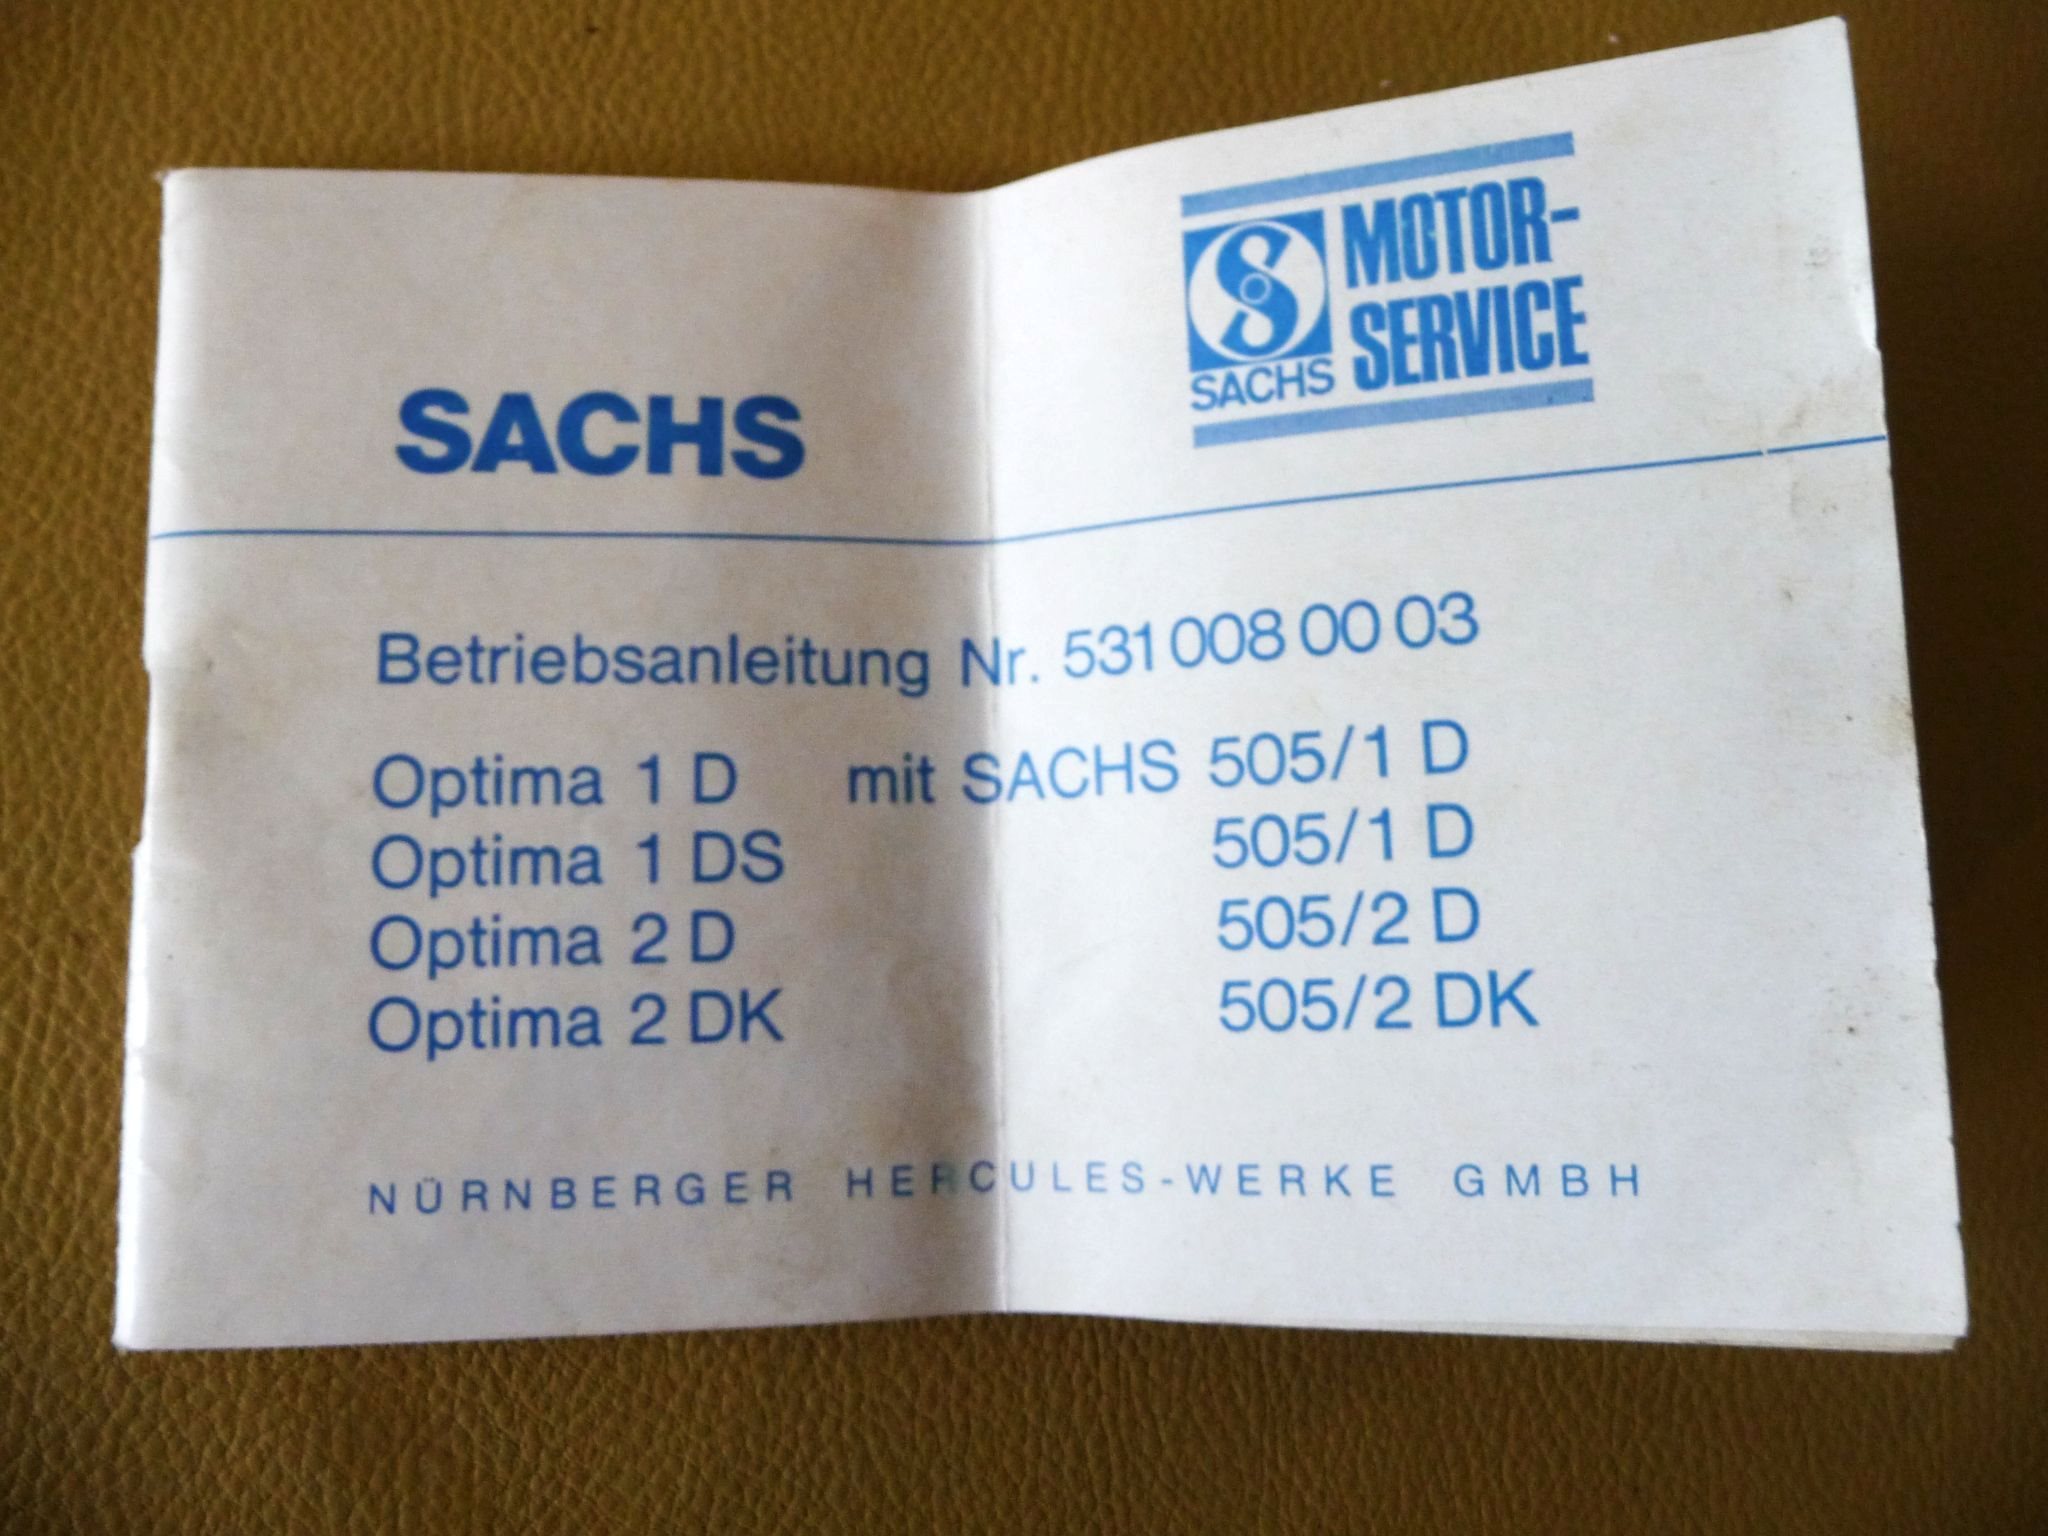 SACHS
SACHS
MOTOR-
SERVICE
Betriebsanleitung Nr. 531 008 00 03
Optima 1 D mit SACHS 505/1 D
Optima 1 DS 505/1 D
Optima 2 D 505/2 D
Optima 2 DK 505/2 DK
NÜRNBERGER HERCULES-WERKE GMBH